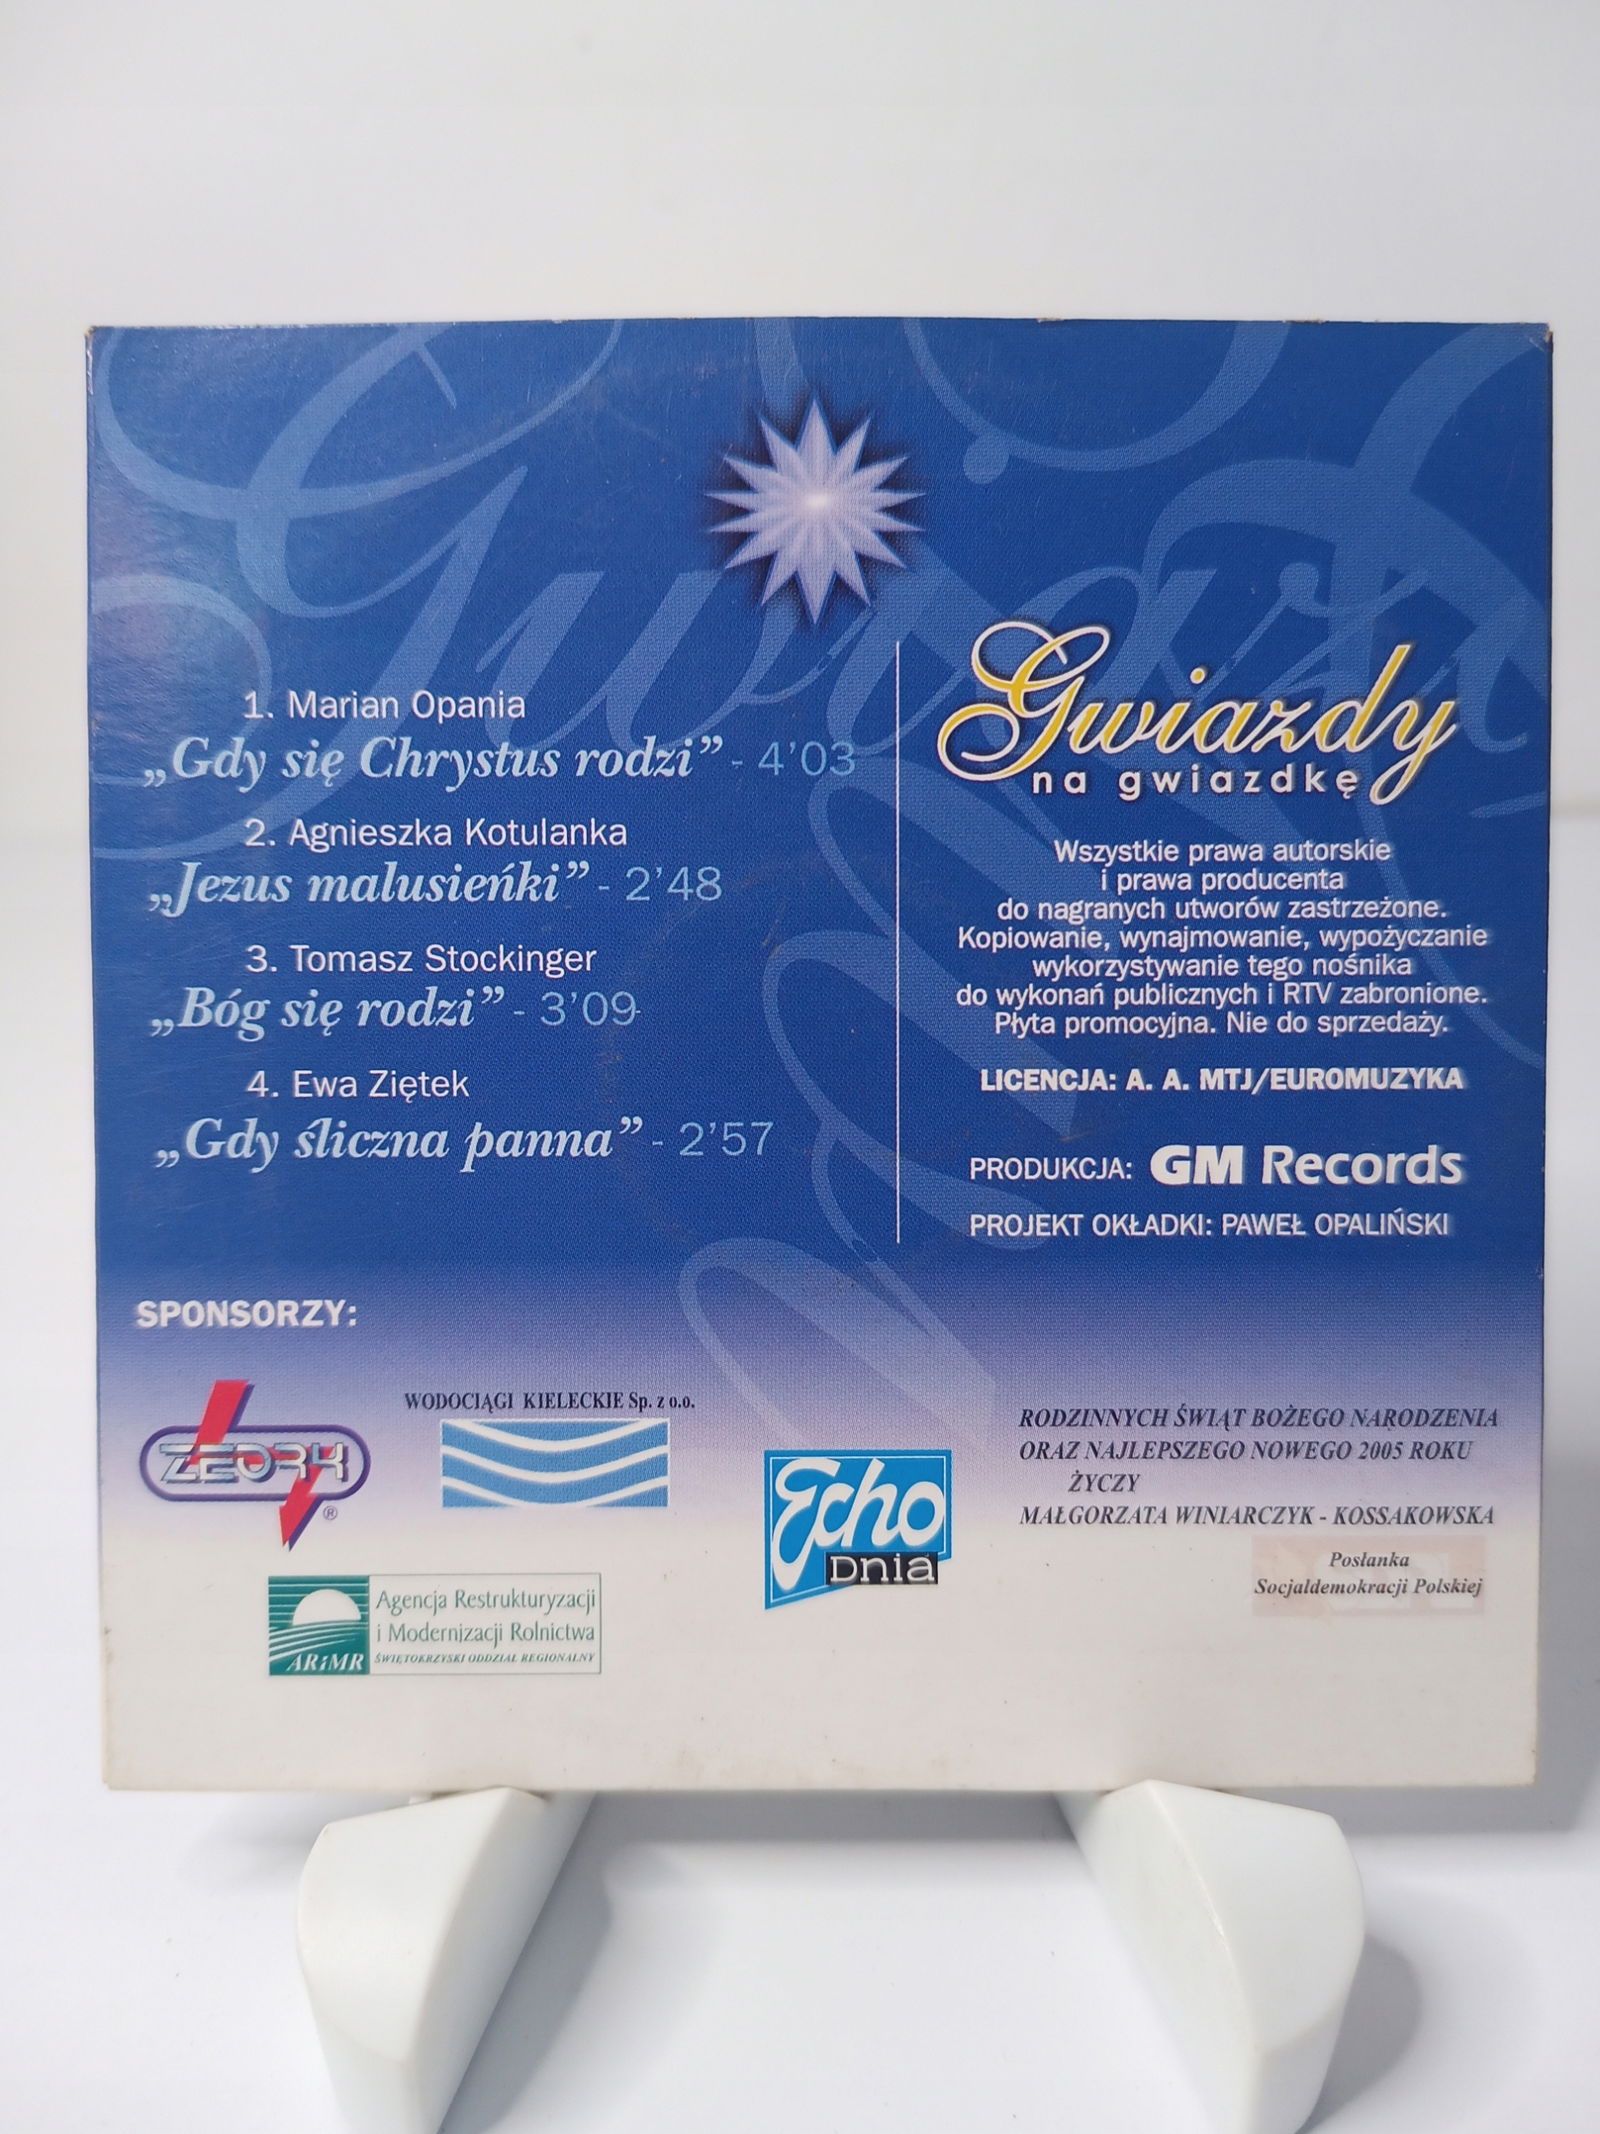 1. Marian Opania
„Gdy się Chrystus rodzi” - 4’03
2. Agnieszka Kotulanka
„Jezus malusieńki” - 2’48
3. Tomasz Stockinger
„Bóg się rodzi” - 3’09
4. Ewa Ziętek
„Gdy śliczna panna” - 2’57
Gwiazdy
na gwiazdkę
Wszystkie prawa autorskie
i prawa producenta
do nagranych utworów zastrzeżone.
Kopiowanie, wynajmowanie, wypożyczanie
wykorzystywanie tego nośnika
do wykonań publicznych i RTV zabronione.
Płyta promocyjna. Nie do sprzedaży.
LICENCJA: A. A. MTJ/EUROMUZYKA
PRODUKCJA: GM Records
PROJEKT OKŁADKI: PAWEŁ OPALIŃSKI
SPONSORZY:
ZEORK
®
WODOCIĄGI KIELECKIE Sp. z o.o.
Echo
Dnia
ARiMR
Agencja Restrukturyzacji
i Modernizacji Rolnictwa
ŚWIĘTOKRZYSKI ODDZIAŁ REGIONALNY
RODZINNYCH ŚWIĄT BOŻEGO NARODZENIA
ORAZ NAJLEPSZEGO NOWEGO 2005 ROKU
ŻYCZY
MAŁGORZATA WINIARCZYK - KOSSAKOWSKA
Posłanka
Socjaldemokracji Polskiej